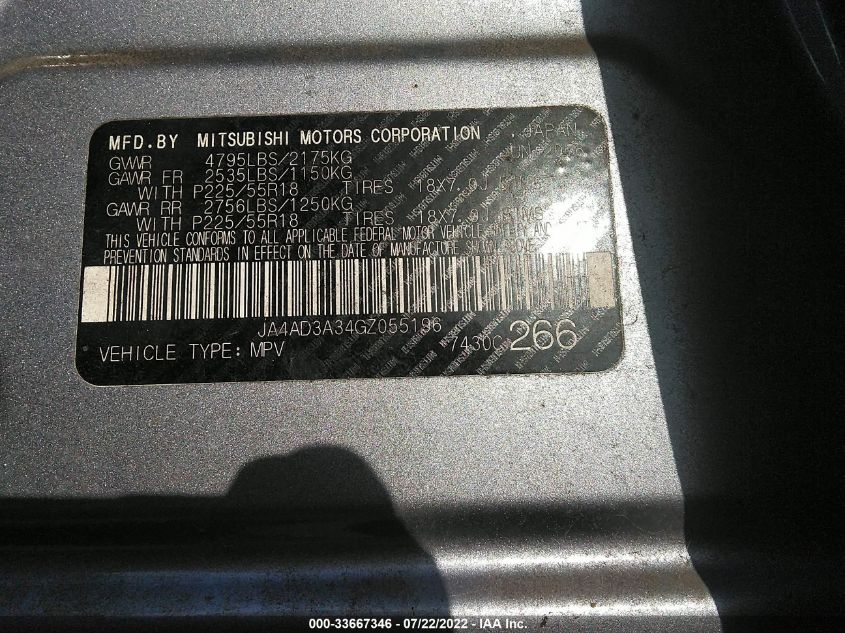 MFD.BY MITSUBISHI MOTORS CORPORATION JAPAN
GVWR 4795LBS/2175KG
GAWR FR 2535LBS/1150KG
WITH P225/55R18 TIRES 18X7.0J
GAWR RR 2756LBS/1250KG
WITH P225/55R18 TIRES 18X7.0J
THIS VEHICLE CONFORMS TO ALL APPLICABLE FEDERAL MOTOR VEHICLE SAFETY AND
PREVENTION STANDARDS IN EFFECT ON THE DATE OF MANUFACTURE SHOWN ABOVE.
JA4AD3A34GZ055196
VEHICLE TYPE: MPV 7430C 266
000-33667346 - 07/22/2022 - IAA Inc.